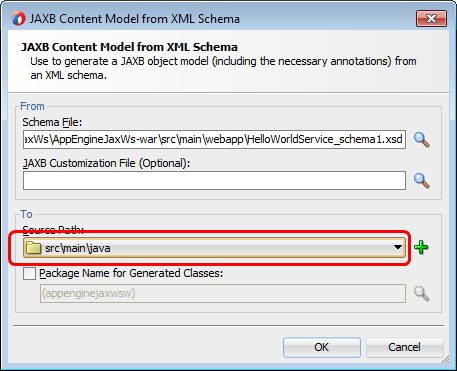 JAXB Content Model from XML Schema
JAXB Content Model from XML Schema
Use to generate a JAXB object model (including the necessary annotations) from
an XML schema.
From
Schema File:
axWs\AppEngineJaxWs-war\src\main\webapp\HelloWorldService_schema1.xsd
JAXB Customization File (Optional):
To
Source Path:
src\main\java
Package Name for Generated Classes:
(appenginejaxwsw)
OK
Cancel